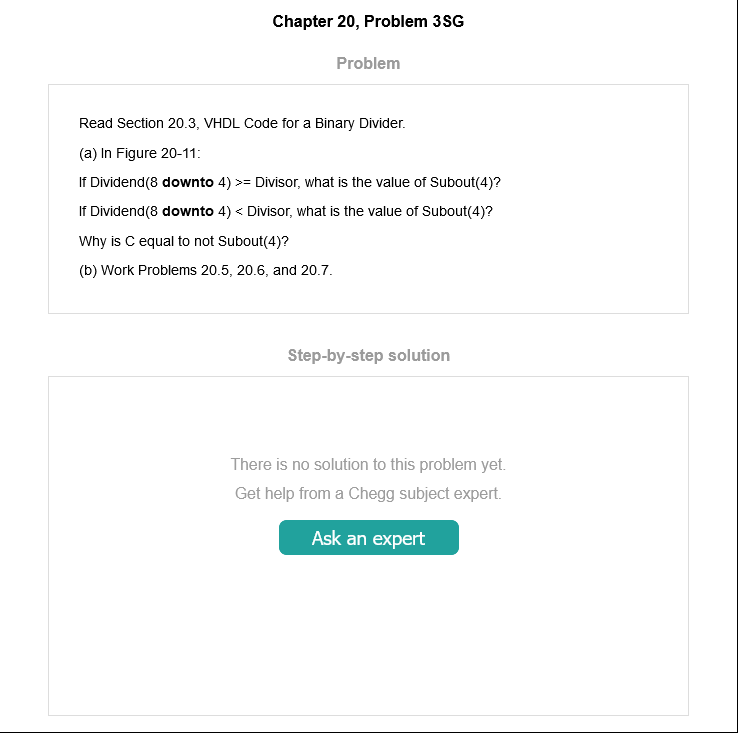 Chapter 20, Problem 3SG
Problem
Read Section 20.3, VHDL Code for a Binary Divider.
(a) In Figure 20-11:
If Dividend(8 downto 4) >= Divisor, what is the value of Subout(4)?
If Dividend(8 downto 4) < Divisor, what is the value of Subout(4)?
Why is C equal to not Subout(4)?
(b) Work Problems 20.5, 20.6, and 20.7.
Step-by-step solution
There is no solution to this problem yet.
Get help from a Chegg subject expert.
Ask an expert